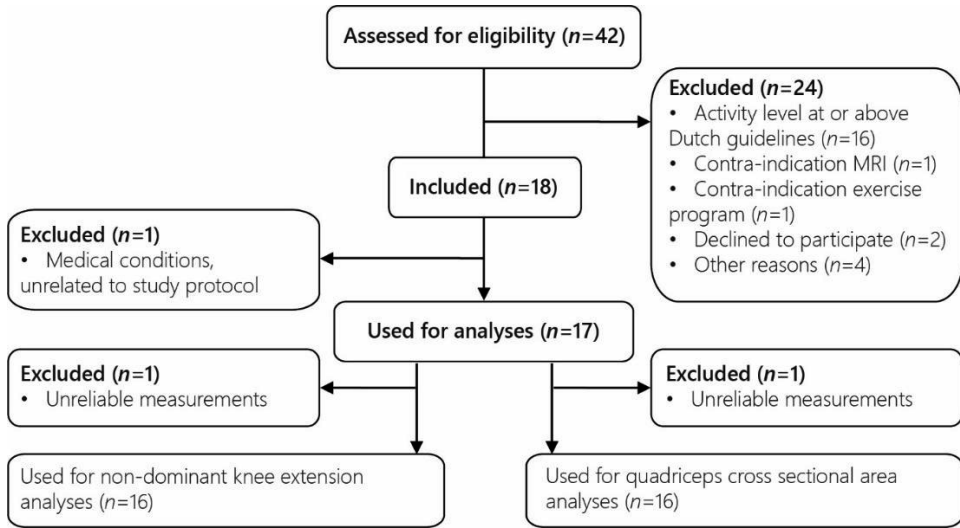 Assessed for eligibility (n=42)
Excluded (n=24)
• Activity level at or above
Dutch guidelines (n=16)
• Contra-indication MRI (n=1)
• Contra-indication exercise
program (n=1)
• Declined to participate (n=2)
• Other reasons (n=4)
Included (n=18)
Excluded (n=1)
• Medical conditions,
unrelated to study protocol
Used for analyses (n=17)
Excluded (n=1)
• Unreliable measurements
Excluded (n=1)
• Unreliable measurements
Used for non-dominant knee extension
analyses (n=16)
Used for quadriceps cross sectional area
analyses (n=16)